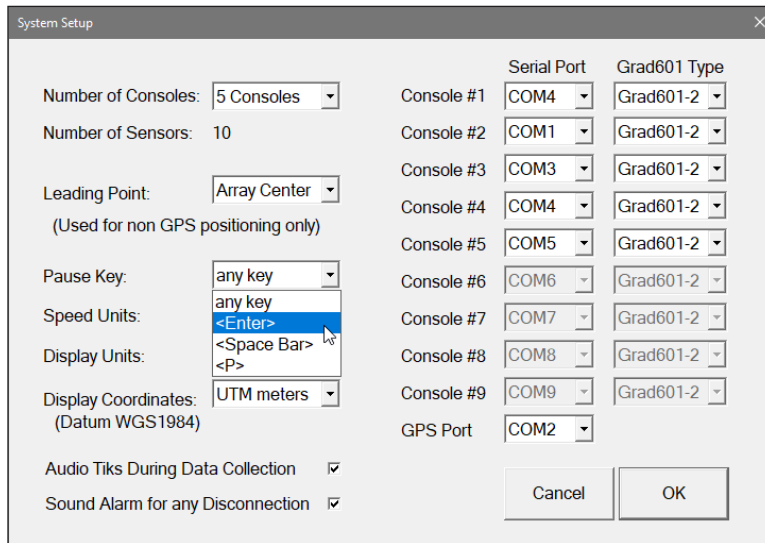 System Setup
Number of Consoles: 5 Consoles
Number of Sensors: 10
Leading Point: Array Center
(Used for non GPS positioning only)
Pause Key: any key
any key
<Enter>
<Space Bar>
<P>
Speed Units:
Display Units:
Display Coordinates: UTM meters
(Datum WGS1984)
Audio Tiks During Data Collection
Sound Alarm for any Disconnection
Serial Port Grad601 Type
Console #1 COM4 Grad601-2
Console #2 COM1 Grad601-2
Console #3 COM3 Grad601-2
Console #4 COM4 Grad601-2
Console #5 COM5 Grad601-2
Console #6 COM6 Grad601-2
Console #7 COM7 Grad601-2
Console #8 COM8 Grad601-2
Console #9 COM9 Grad601-2
GPS Port COM2
Cancel OK